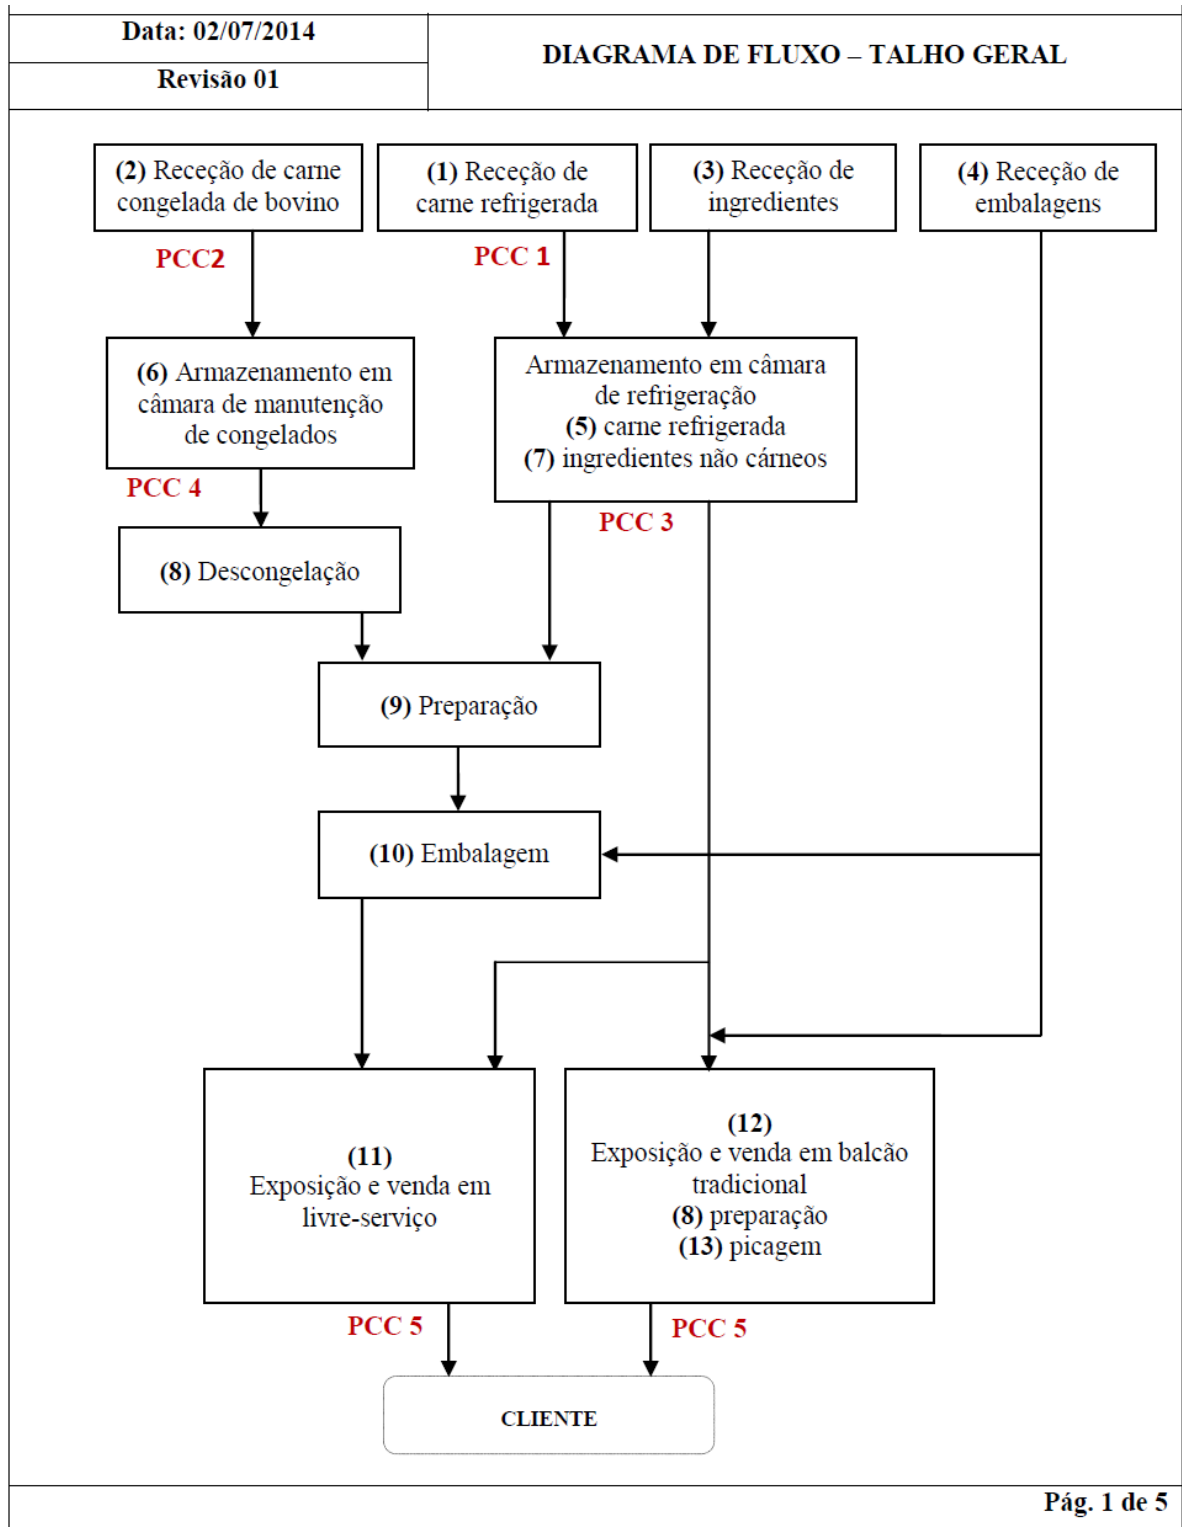 Data: 02/07/2014
Revisão 01
DIAGRAMA DE FLUXO – TALHO GERAL
(2) Receção de carne
congelada de bovino
(1) Receção de
carne refrigerada
(3) Receção de
ingredientes
(4) Receção de
embalagens
PCC2
PCC 1
(6) Armazenamento em
câmara de manutenção
de congelados
Armazenamento em câmara
de refrigeração
(5) carne refrigerada
(7) ingredientes não cárneos
PCC 4
PCC 3
(8) Descongelação
(9) Preparação
(10) Embalagem
(11)
Exposição e venda em
livre-serviço
(12)
Exposição e venda em balcão
tradicional
(8) preparação
(13) picagem
PCC 5
PCC 5
CLIENTE
Pág. 1 de 5